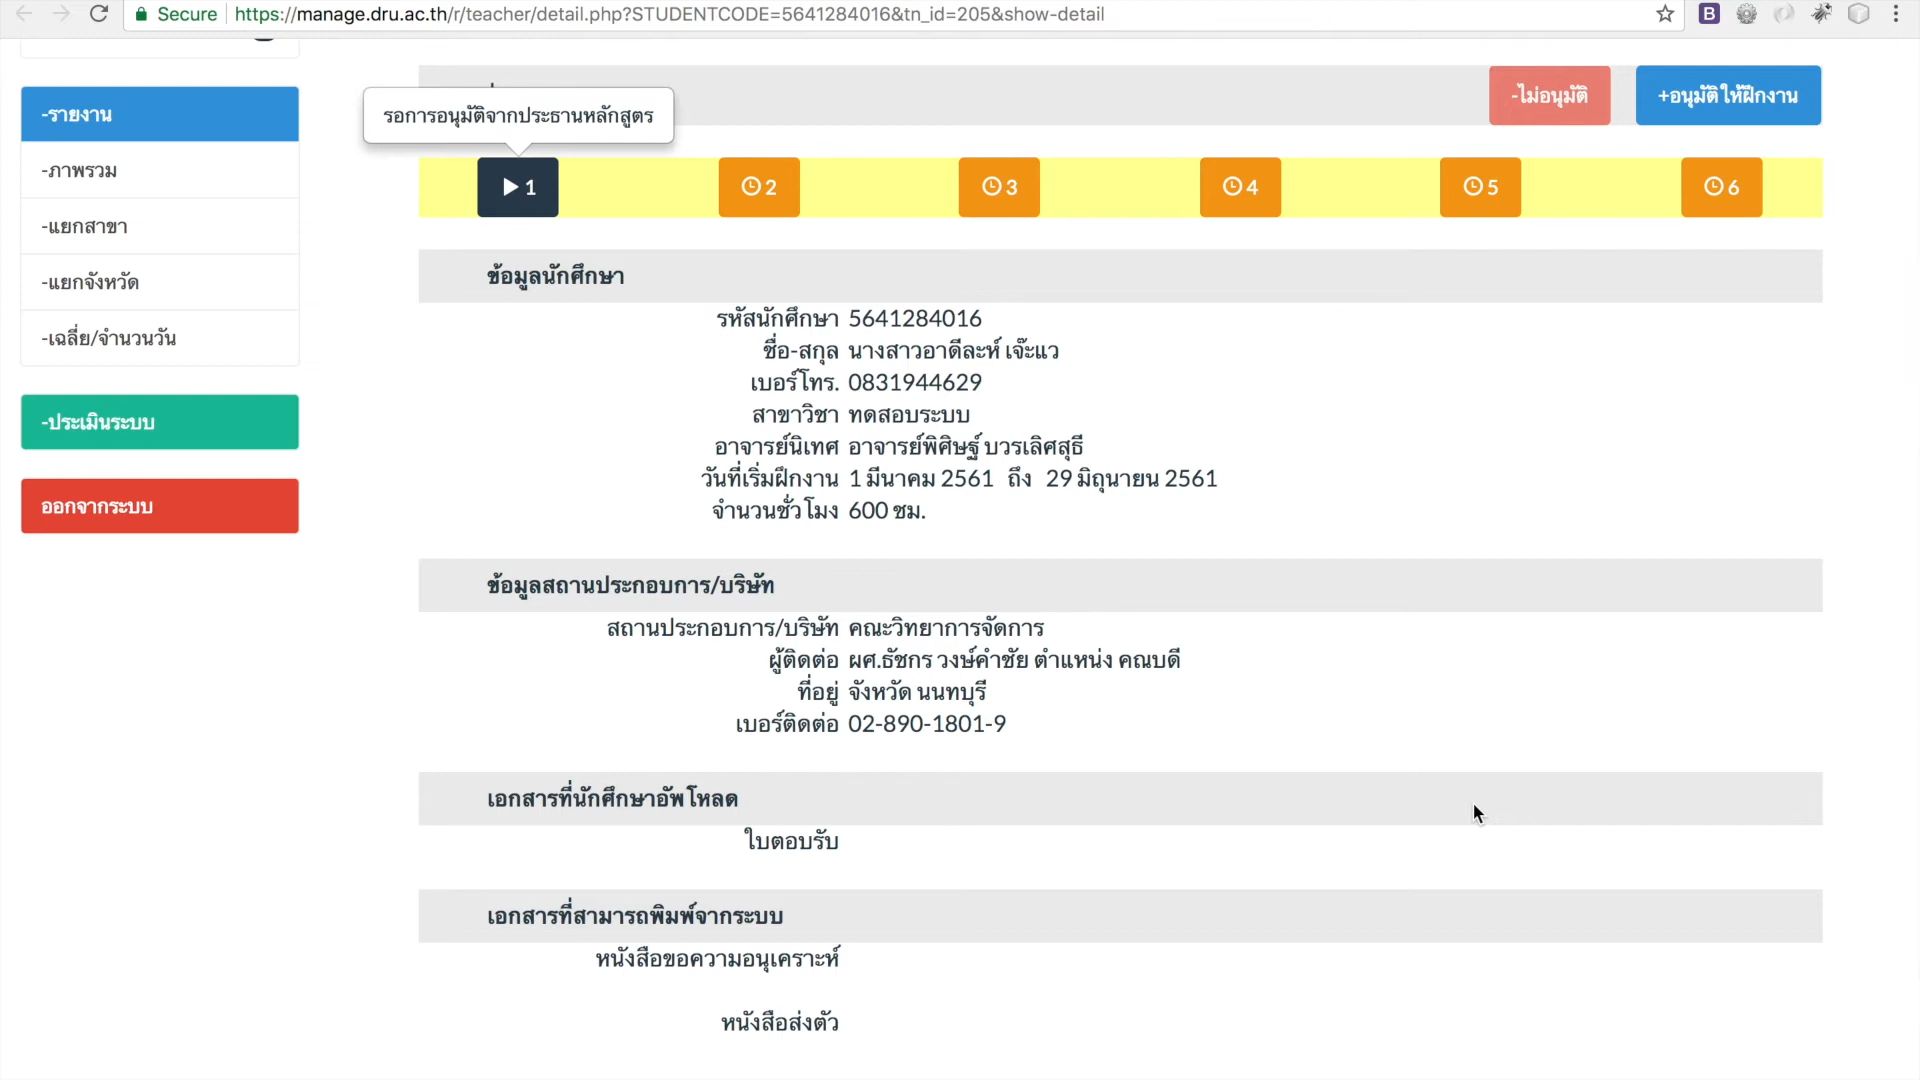 Secure https://manage.dru.ac.th/r/teacher/detail.php?STUDENTCODE=5641284016&tn_id=205&show-detail
-รายงาน
-ภาพรวม
-แยกสาขา
-แยกจังหวัด
-เฉลี่ย/จำนวนวัน
-ประเมินระบบ
ออกจากระบบ
-ไม่อนุมัติ
+อนุมัติให้ฝึกงาน
รอการอนุมัติจากประธานหลักสูตร
1 2 3 4 5 6
ข้อมูลนักศึกษา
รหัสนักศึกษา 5641284016
ชื่อ-สกุล นางสาวอาดีละห์ เจ๊ะแว
เบอร์โทร. 0831944629
สาขาวิชา ทดสอบระบบ
อาจารย์นิเทศ อาจารย์พิศิษฐ์ บวรเลิศสุธี
วันที่เริ่มฝึกงาน 1 มีนาคม 2561 ถึง 29 มิถุนายน 2561
จำนวนชั่วโมง 600 ชม.
ข้อมูลสถานประกอบการ/บริษัท
สถานประกอบการ/บริษัท คณะวิทยาการจัดการ
ผู้ติดต่อ ผศ.ธัชกร วงษ์คำชัย ตำแหน่ง คณบดี
ที่อยู่ จังหวัด นนทบุรี
เบอร์ติดต่อ 02-890-1801-9
เอกสารที่นักศึกษาอัพโหลด
ใบตอบรับ
เอกสารที่สามารถพิมพ์จากระบบ
หนังสือขอความอนุเคราะห์
หนังสือส่งตัว